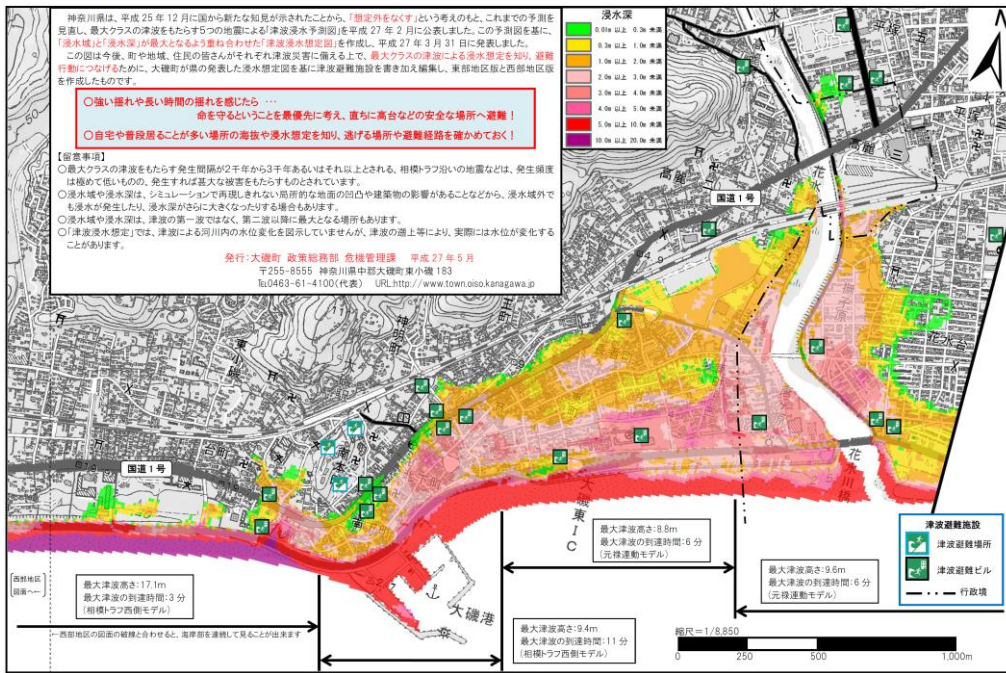 神奈川県は、平成25年12月に国から新たな知見が示されたことから、「想定外をなくす」という考えのもと、これまでの予測を
見直し、最大クラスの津波をもたらす5つの地震による「津波浸水予測図」を平成27年2月に公表しました。この予測図を基に、
「浸水域」と「浸水深」が最大となるよう重ね合わせた「津波浸水想定図」を作成し、平成27年3月31日に発表しました。
この図は今後、町や地域、住民の皆さんがそれぞれ津波災害に備える上で、最大クラスの津波による浸水想定を知り、避難
行動につなげるために、大磯町が県の発表した浸水想定図を基に津波避難施設を書き加え編集し、東部地区版と西部地区版
を作成したものです。
○強い揺れや長い時間の揺れを感じたら …
命を守るということを最優先に考え、直ちに高台などの安全な場所へ避難!
○自宅や普段居ることが多い場所の海抜や浸水想定を知り、逃げる場所や避難経路を確かめておく!
【留意事項】
○最大クラスの津波をもたらす発生間隔が2千年から3千年あるいはそれ以上とされる、相模トラフ沿いの地震などは、発生頻度
は極めて低いものの、発生すれば甚大な被害をもたらすものとされています。
○浸水域や浸水深は、シミュレーションで再現しきれない局所的な地面の凹凸や建築物の影響があることなどから、浸水域外で
も浸水が発生したり、浸水深がさらに大きくなったりする場合もあります。
○浸水域や浸水深は、津波の第一波ではなく、第二波以降に最大となる場所もあります。
○「津波浸水想定」では、津波による河川内の水位変化を図示していませんが、津波の遡上等により、実際には水位が変化する
ことがあります。
発行:大磯町 政策総務部 危機管理課 平成27年5月
〒255-8555 神奈川県中郡大磯町東小磯183
℡0463-61-4100(代表) URL:http://www.town.oiso.kanagawa.jp
浸水深
0.01m 以上 0.3m 未満
0.3m 以上 1.0m 未満
1.0m 以上 2.0m 未満
2.0m 以上 3.0m 未満
3.0m 以上 4.0m 未満
4.0m 以上 5.0m 未満
5.0m 以上 10.0m 未満
10.0m 以上 20.0m 未満
平塚
高麗
高麗
国道1号
花水
花水台
神明町
東小磯
台町
国道1号
南本町
花水川橋
大磯東IC
大磯港
[西部地区
図面へ←]
最大津波高さ:17.1m
最大津波の到達時間:3分
(相模トラフ西側モデル)
←西部地区の図面の破線と合わせると、海岸部を連続して見ることが出来ます
最大津波高さ:9.4m
最大津波の到達時間:11分
(相模トラフ西側モデル)
最大津波高さ:8.8m
最大津波の到達時間:6分
(元禄連動モデル)
最大津波高さ:9.6m
最大津波の到達時間:6分
(元禄連動モデル)
津波避難施設
津波避難場所
津波避難ビル
行政境
縮尺=1/8,850
0 250 500 1,000m